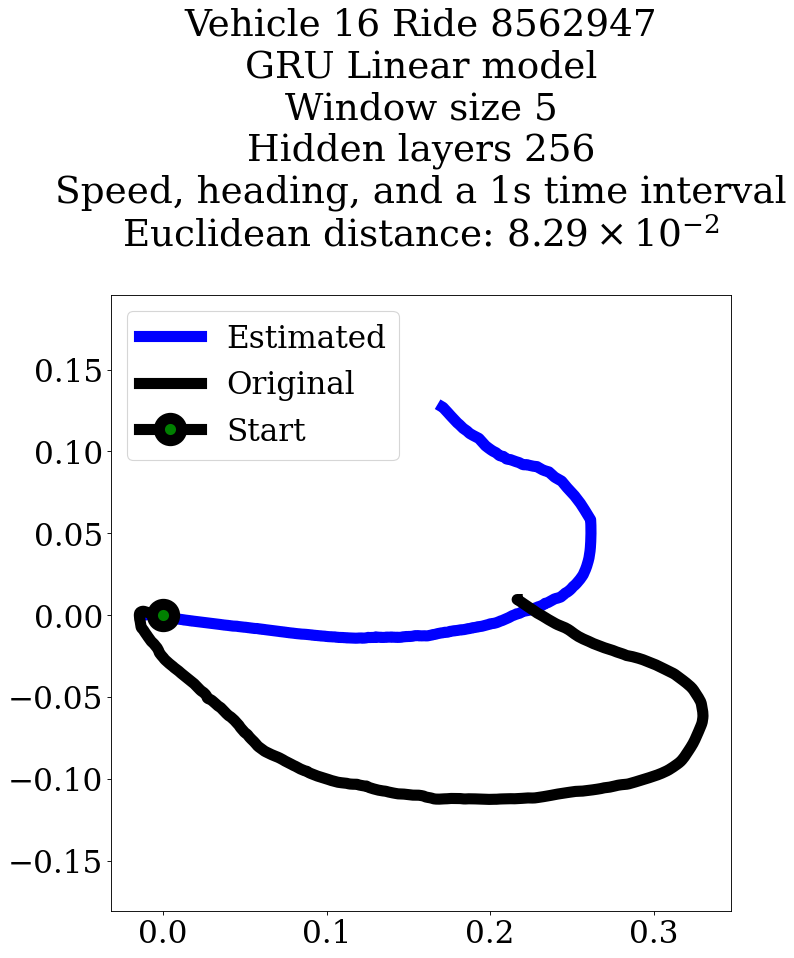 Vehicle 16 Ride 8562947
GRU Linear model
Window size 5
Hidden layers 256
Speed, heading, and a 1s time interval
Euclidean distance: 8.29 × 10⁻²
Estimated
Original
Start
0.15
0.10
0.05
0.00
−0.05
−0.10
−0.15
0.0 0.1 0.2 0.3